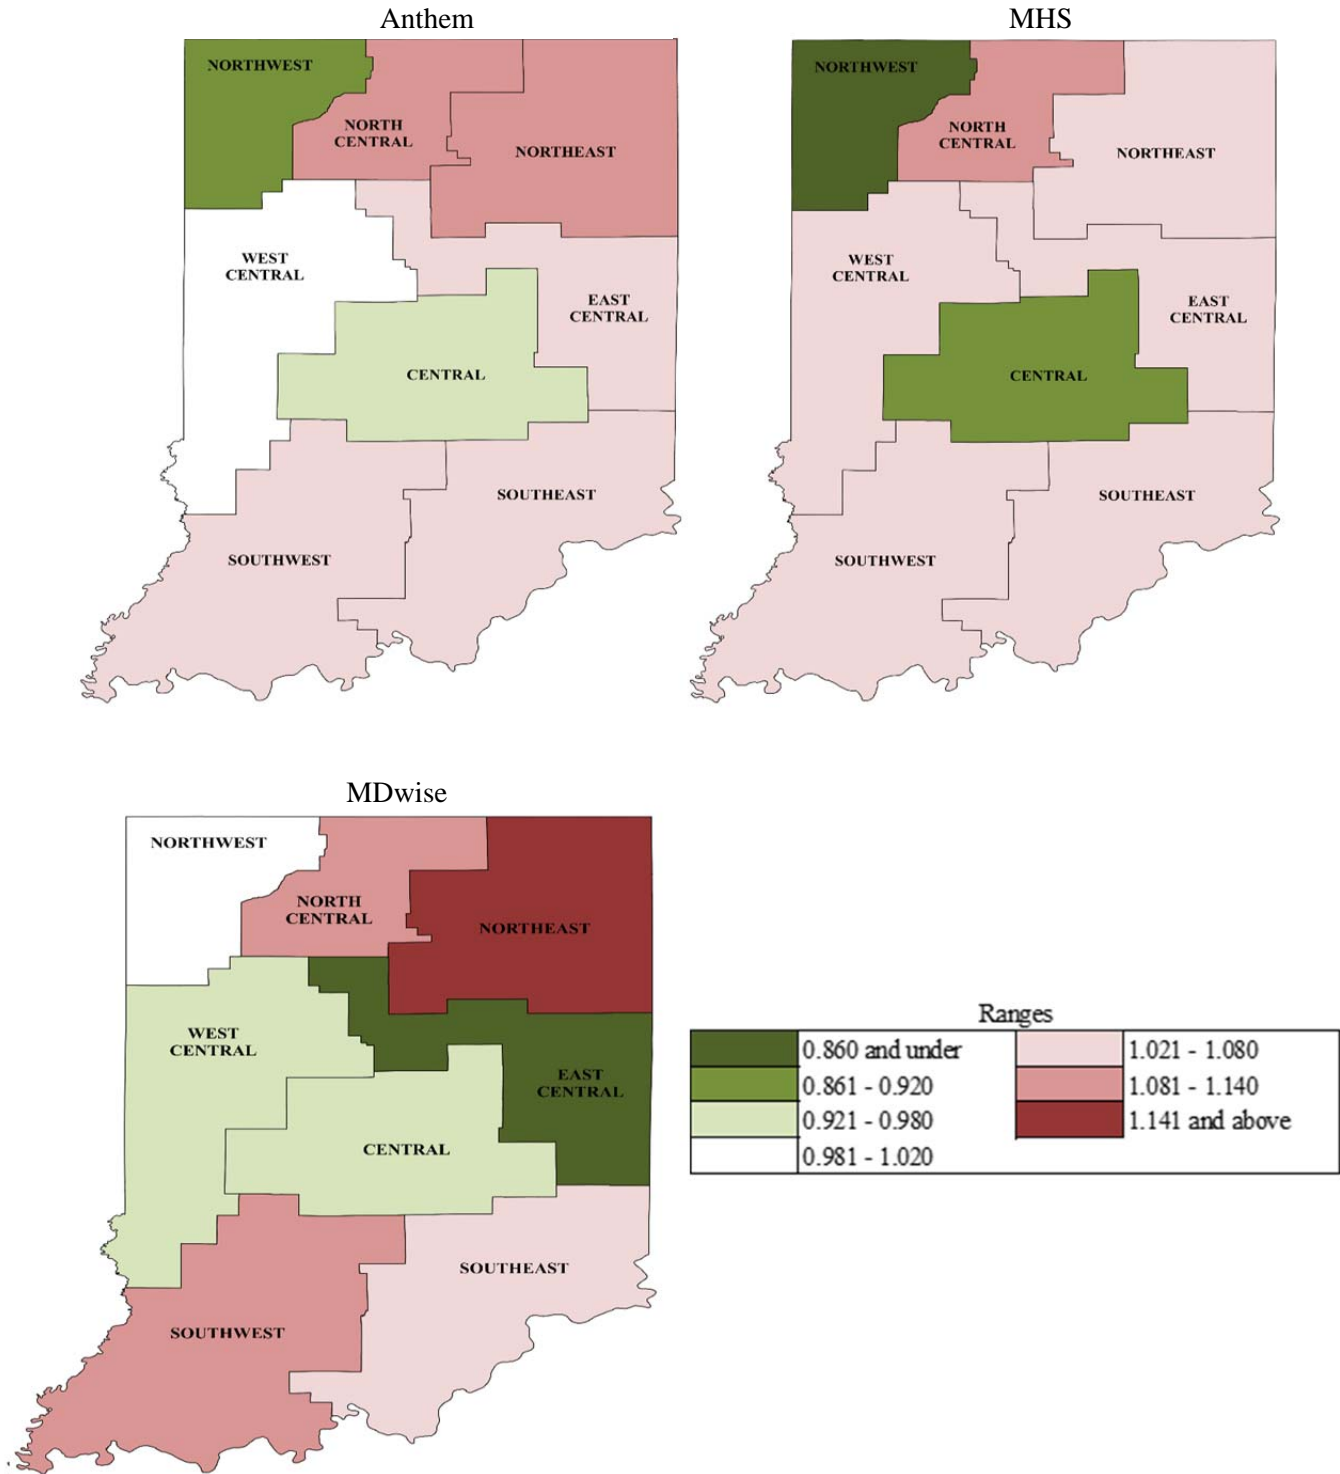 Anthem
NORTHWEST
NORTH
CENTRAL
NORTHEAST
WEST
CENTRAL
EAST
CENTRAL
CENTRAL
SOUTHEAST
SOUTHWEST
MHS
NORTHWEST
NORTH
CENTRAL
NORTHEAST
WEST
CENTRAL
EAST
CENTRAL
CENTRAL
SOUTHEAST
SOUTHWEST
MDwise
NORTHWEST
NORTH
CENTRAL
NORTHEAST
WEST
CENTRAL
EAST
CENTRAL
CENTRAL
SOUTHEAST
SOUTHWEST
Ranges
0.860 and under
0.861 - 0.920
0.921 - 0.980
0.981 - 1.020
1.021 - 1.080
1.081 - 1.140
1.141 and above